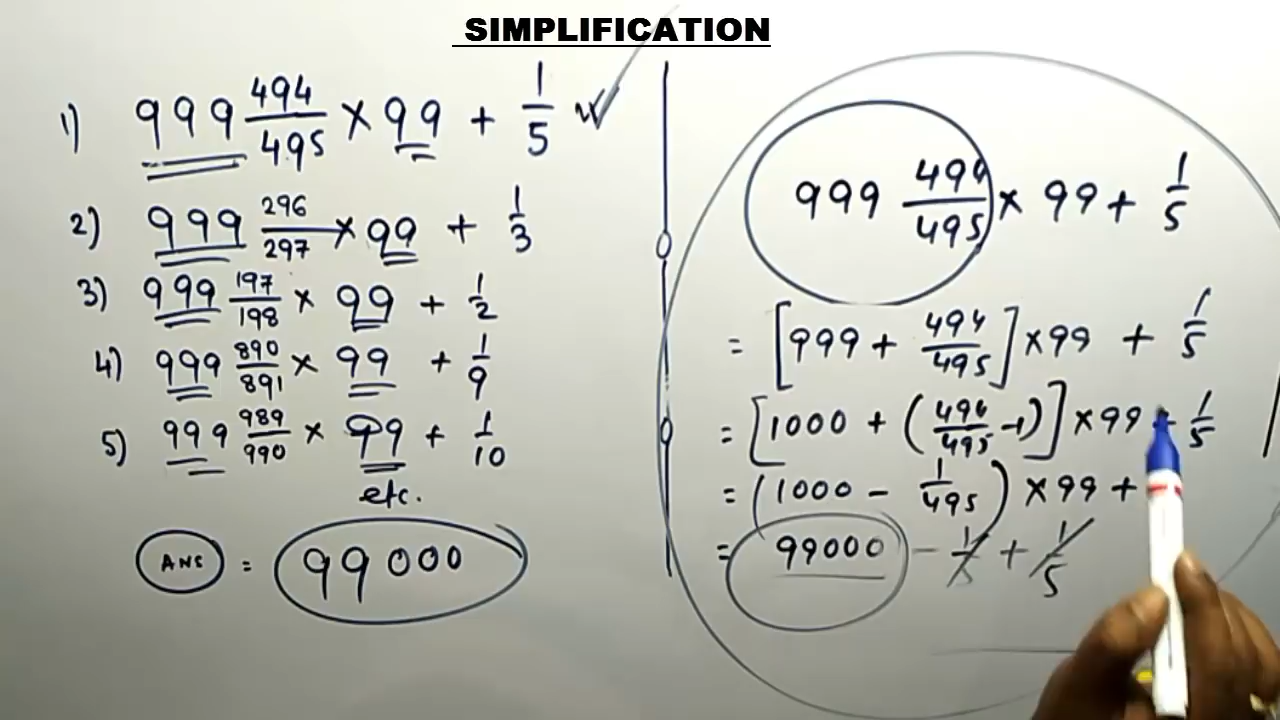 SIMPLIFICATION
1) 999 494/495 × 99 + 1/5
2) 999 296/297 × 99 + 1/3
3) 999 197/198 × 99 + 1/2
4) 999 890/891 × 99 + 1/9
5) 999 989/990 × 99 + 1/10
etc.
ANS = 99000
999 494/495 × 99 + 1/5
= [999 + 494/495] × 99 + 1/5
= [1000 + (494/495 - 1)] × 99 + 1/5
= (1000 - 1/495) × 99 +
= 99000 - 1/5 + 1/5